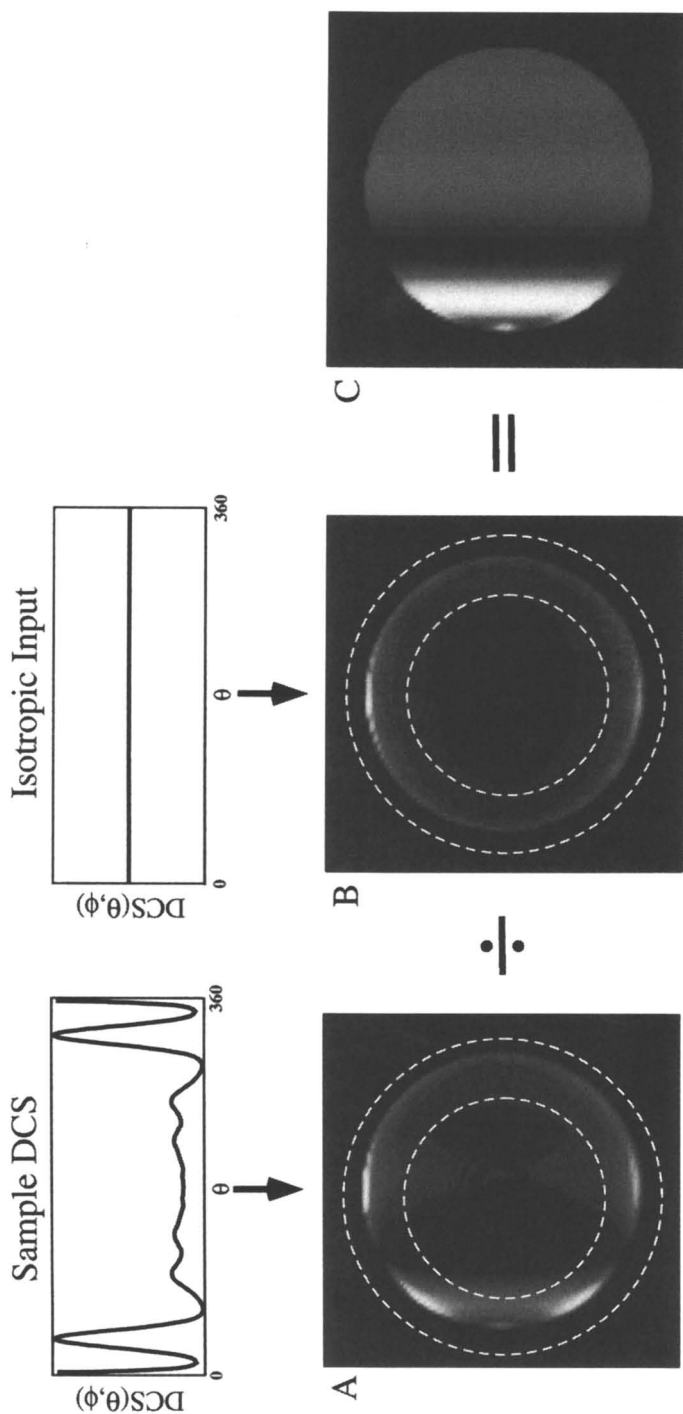 Sample DCS
DCS(θ,ϕ)
0
θ
360
Isotropic Input
DCS(θ,ϕ)
0
θ
360
A
÷
B
=
C